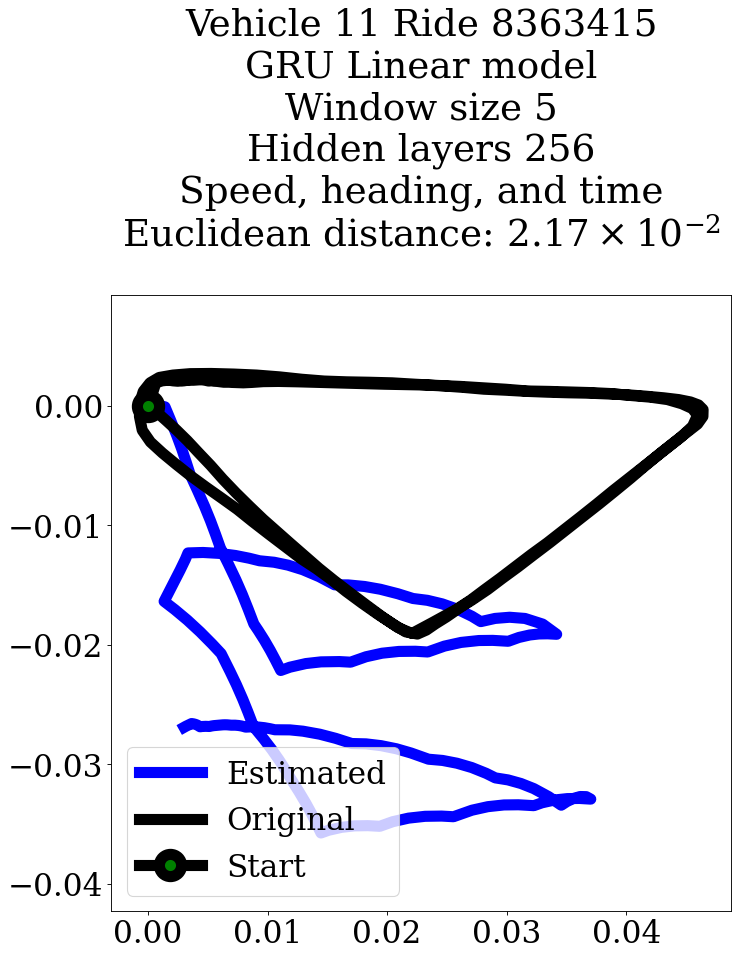 Vehicle 11 Ride 8363415
GRU Linear model
Window size 5
Hidden layers 256
Speed, heading, and time
Euclidean distance: 2.17 × 10⁻²
0.00
−0.01
−0.02
−0.03
−0.04
Estimated
Original
Start
0.00 0.01 0.02 0.03 0.04